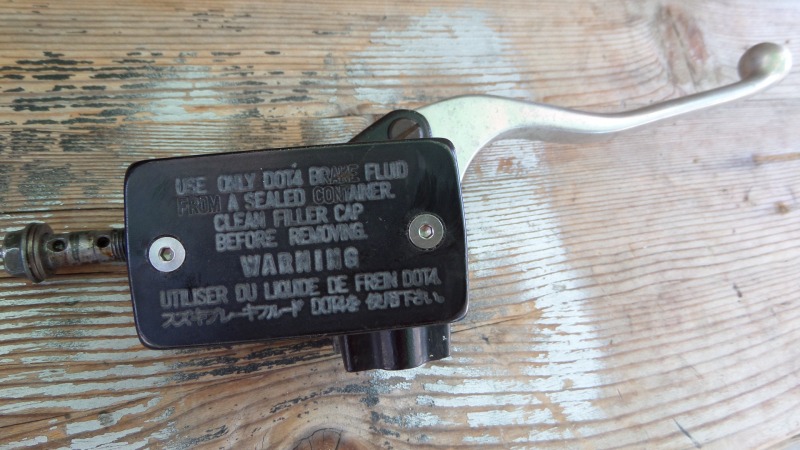 USE ONLY DOT4 BRAKE FLUID
FROM A SEALED CONTAINER.
CLEAN FILLER CAP
BEFORE REMOVING.
WARNING
UTILISER OU LIQUIDE DE FREIN DOT4.
スズキブレーキフルード DOT4を使用下さい。